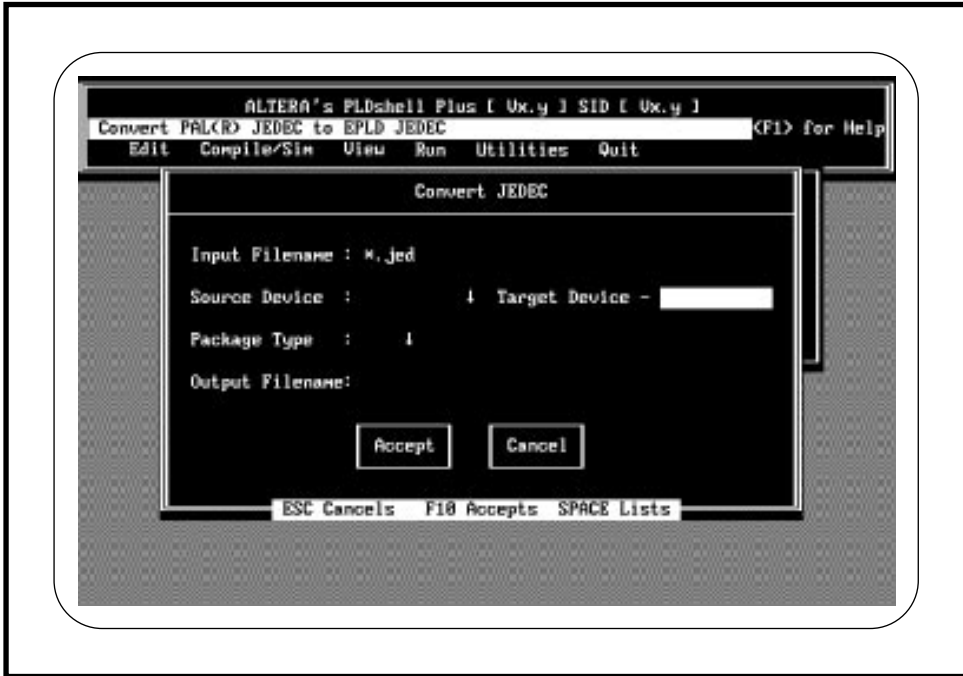 ALTERA's PLDshell Plus [ Vx.y ] SID [ Vx.y ]
Convert PAL(R) JEDEC to EPLD JEDEC <F1> for Help
Edit Compile/Sim View Run Utilities Quit
Convert JEDEC
Input Filename : *.jed
Source Device : ↓ Target Device -
Package Type : ↓
Output Filename:
Accept Cancel
ESC Cancels F10 Accepts SPACE Lists